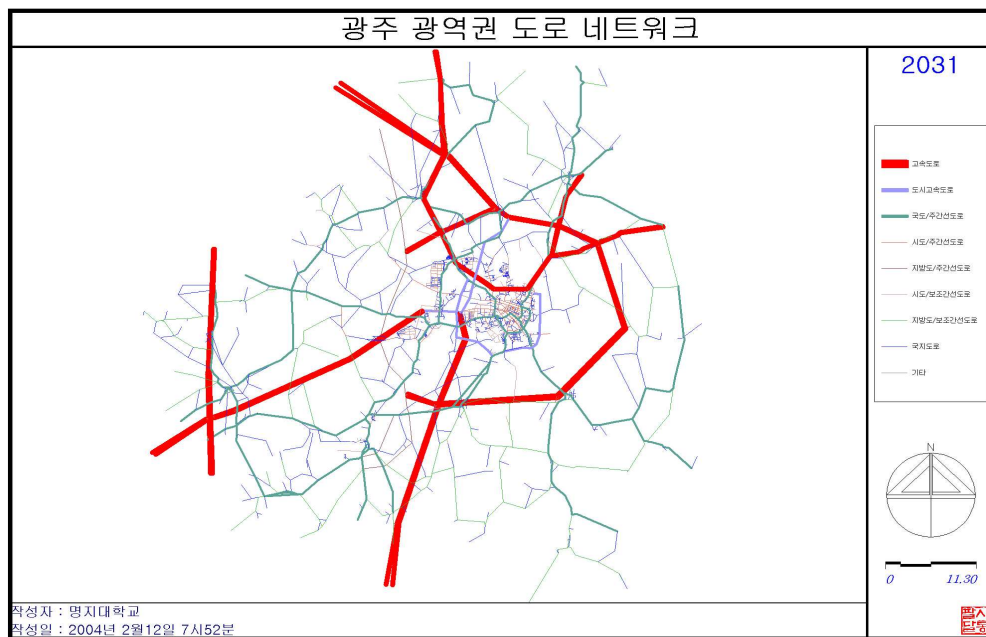 광주 광역권 도로 네트워크
2031
고속도로
도시고속도로
국도/주간선도로
시도/주간선도로
지방도/주간선도로
시도/보조간선도로
지방도/보조간선도로
국지도로
기타
N
0 11.30
작성자 : 명지대학교
작성일 : 2004년 2월12일 7시52분